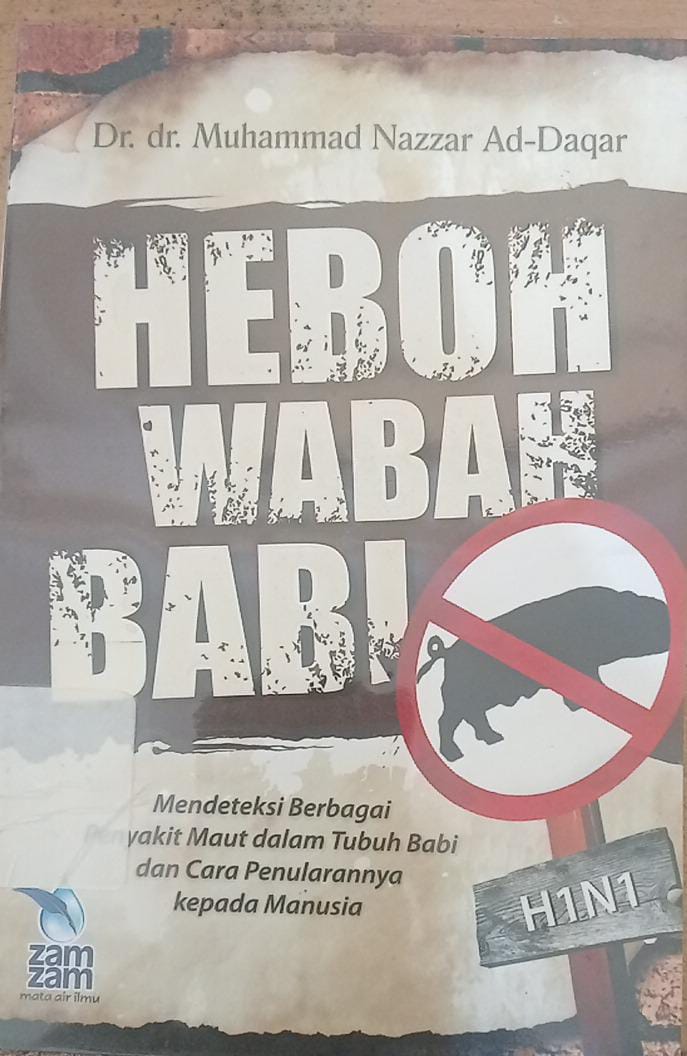 Dr. dr. Muhammad Nazzar Ad-Daqar
HEBOH
WABAH
BABI
Mendeteksi Berbagai
Penyakit Maut dalam Tubuh Babi
dan Cara Penularannya
kepada Manusia
H1N1
zam
zam
mata air ilmu